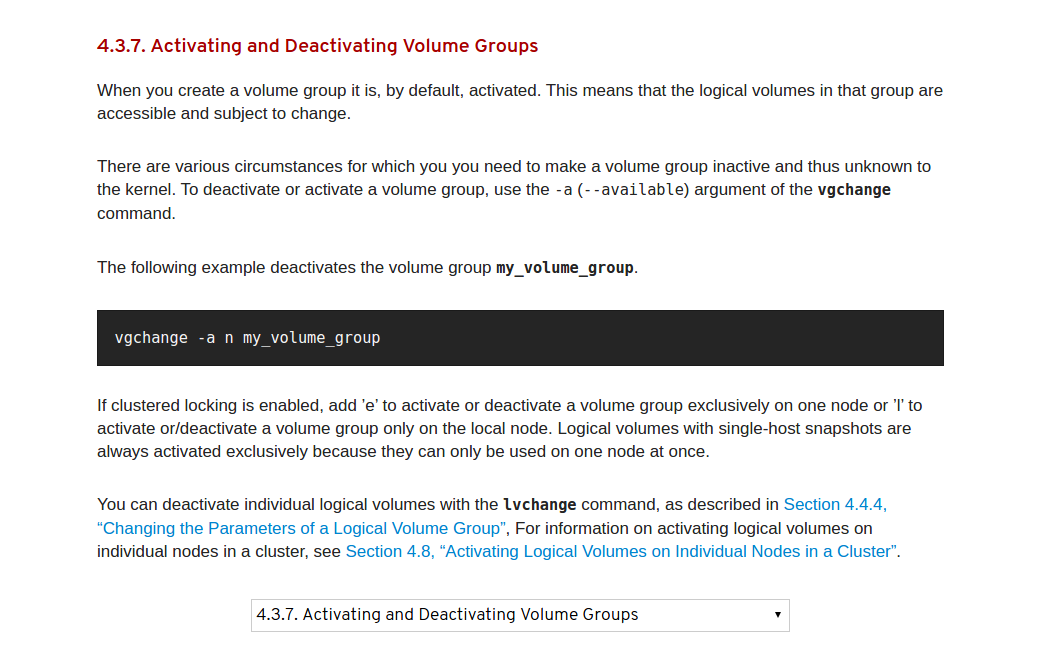 4.3.7. Activating and Deactivating Volume Groups
When you create a volume group it is, by default, activated. This means that the logical volumes in that group are
accessible and subject to change.
There are various circumstances for which you you need to make a volume group inactive and thus unknown to
the kernel. To deactivate or activate a volume group, use the -a (--available) argument of the vgchange
command.
The following example deactivates the volume group my_volume_group.
vgchange -a n my_volume_group
If clustered locking is enabled, add ’e’ to activate or deactivate a volume group exclusively on one node or ’l’ to
activate or/deactivate a volume group only on the local node. Logical volumes with single-host snapshots are
always activated exclusively because they can only be used on one node at once.
You can deactivate individual logical volumes with the lvchange command, as described in Section 4.4.4,
“Changing the Parameters of a Logical Volume Group”, For information on activating logical volumes on
individual nodes in a cluster, see Section 4.8, “Activating Logical Volumes on Individual Nodes in a Cluster”.
4.3.7. Activating and Deactivating Volume Groups